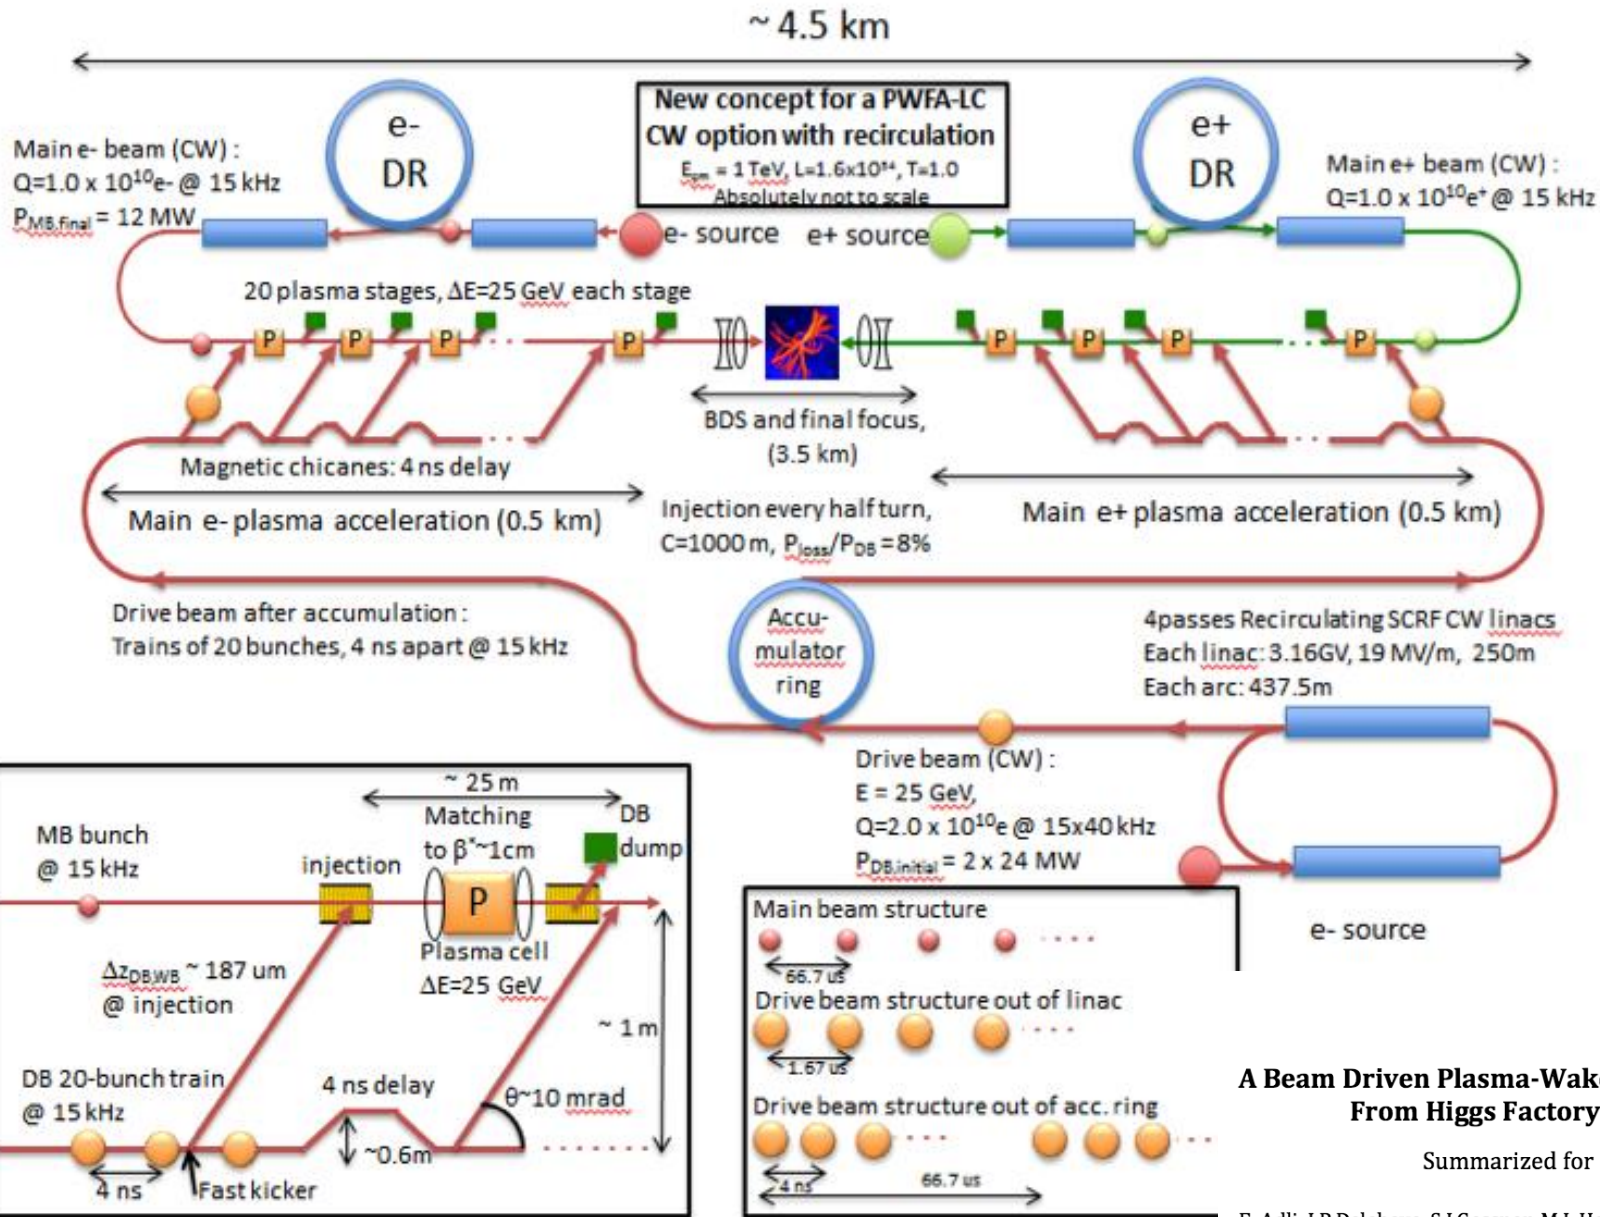 ~ 4.5 km
New concept for a PWFA-LC
CW option with recirculation
= 1 TeV, L=1.6x10³⁴, T=1.0
Absolutely not to scale
Main e- beam (CW) :
Q=1.0 x 10¹⁰e- @ 15 kHz
P_MB,final = 12 MW
e-
DR
e+
DR
Main e+ beam (CW) :
Q=1.0 x 10¹⁰e⁺ @ 15 kHz
e- source
e+ source
20 plasma stages, ΔE=25 GeV each stage
P
P
P
P
P
P
P
P
BDS and final focus,
(3.5 km)
Magnetic chicanes: 4 ns delay
Main e- plasma acceleration (0.5 km)
Injection every half turn,
C=1000 m, P_loss/P_DB =8%
Main e+ plasma acceleration (0.5 km)
Drive beam after accumulation :
Trains of 20 bunches, 4 ns apart @ 15 kHz
Accu-
mulator
ring
4passes Recirculating SCRF CW linacs
Each linac: 3.16GV, 19 MV/m, 250m
Each arc: 437.5m
Drive beam (CW) :
E = 25 GeV,
Q=2.0 x 10¹⁰e @ 15x40 kHz
P_DB,initial = 2 x 24 MW
e- source
~ 25 m
MB bunch
@ 15 kHz
injection
Matching
to β*~1cm
DB
dump
P
Plasma cell
ΔE=25 GeV
Δz_DB,WB ~ 187 um
@ injection
~ 1 m
DB 20-bunch train
@ 15 kHz
4 ns delay
θ~10 mrad
~0.6m
4 ns
Fast kicker
Main beam structure
66.7 us
Drive beam structure out of linac
1.67 us
Drive beam structure out of acc. ring
4 ns
66.7 us
A Beam Driven Plasma-Wak
From Higgs Factory
Summarized for